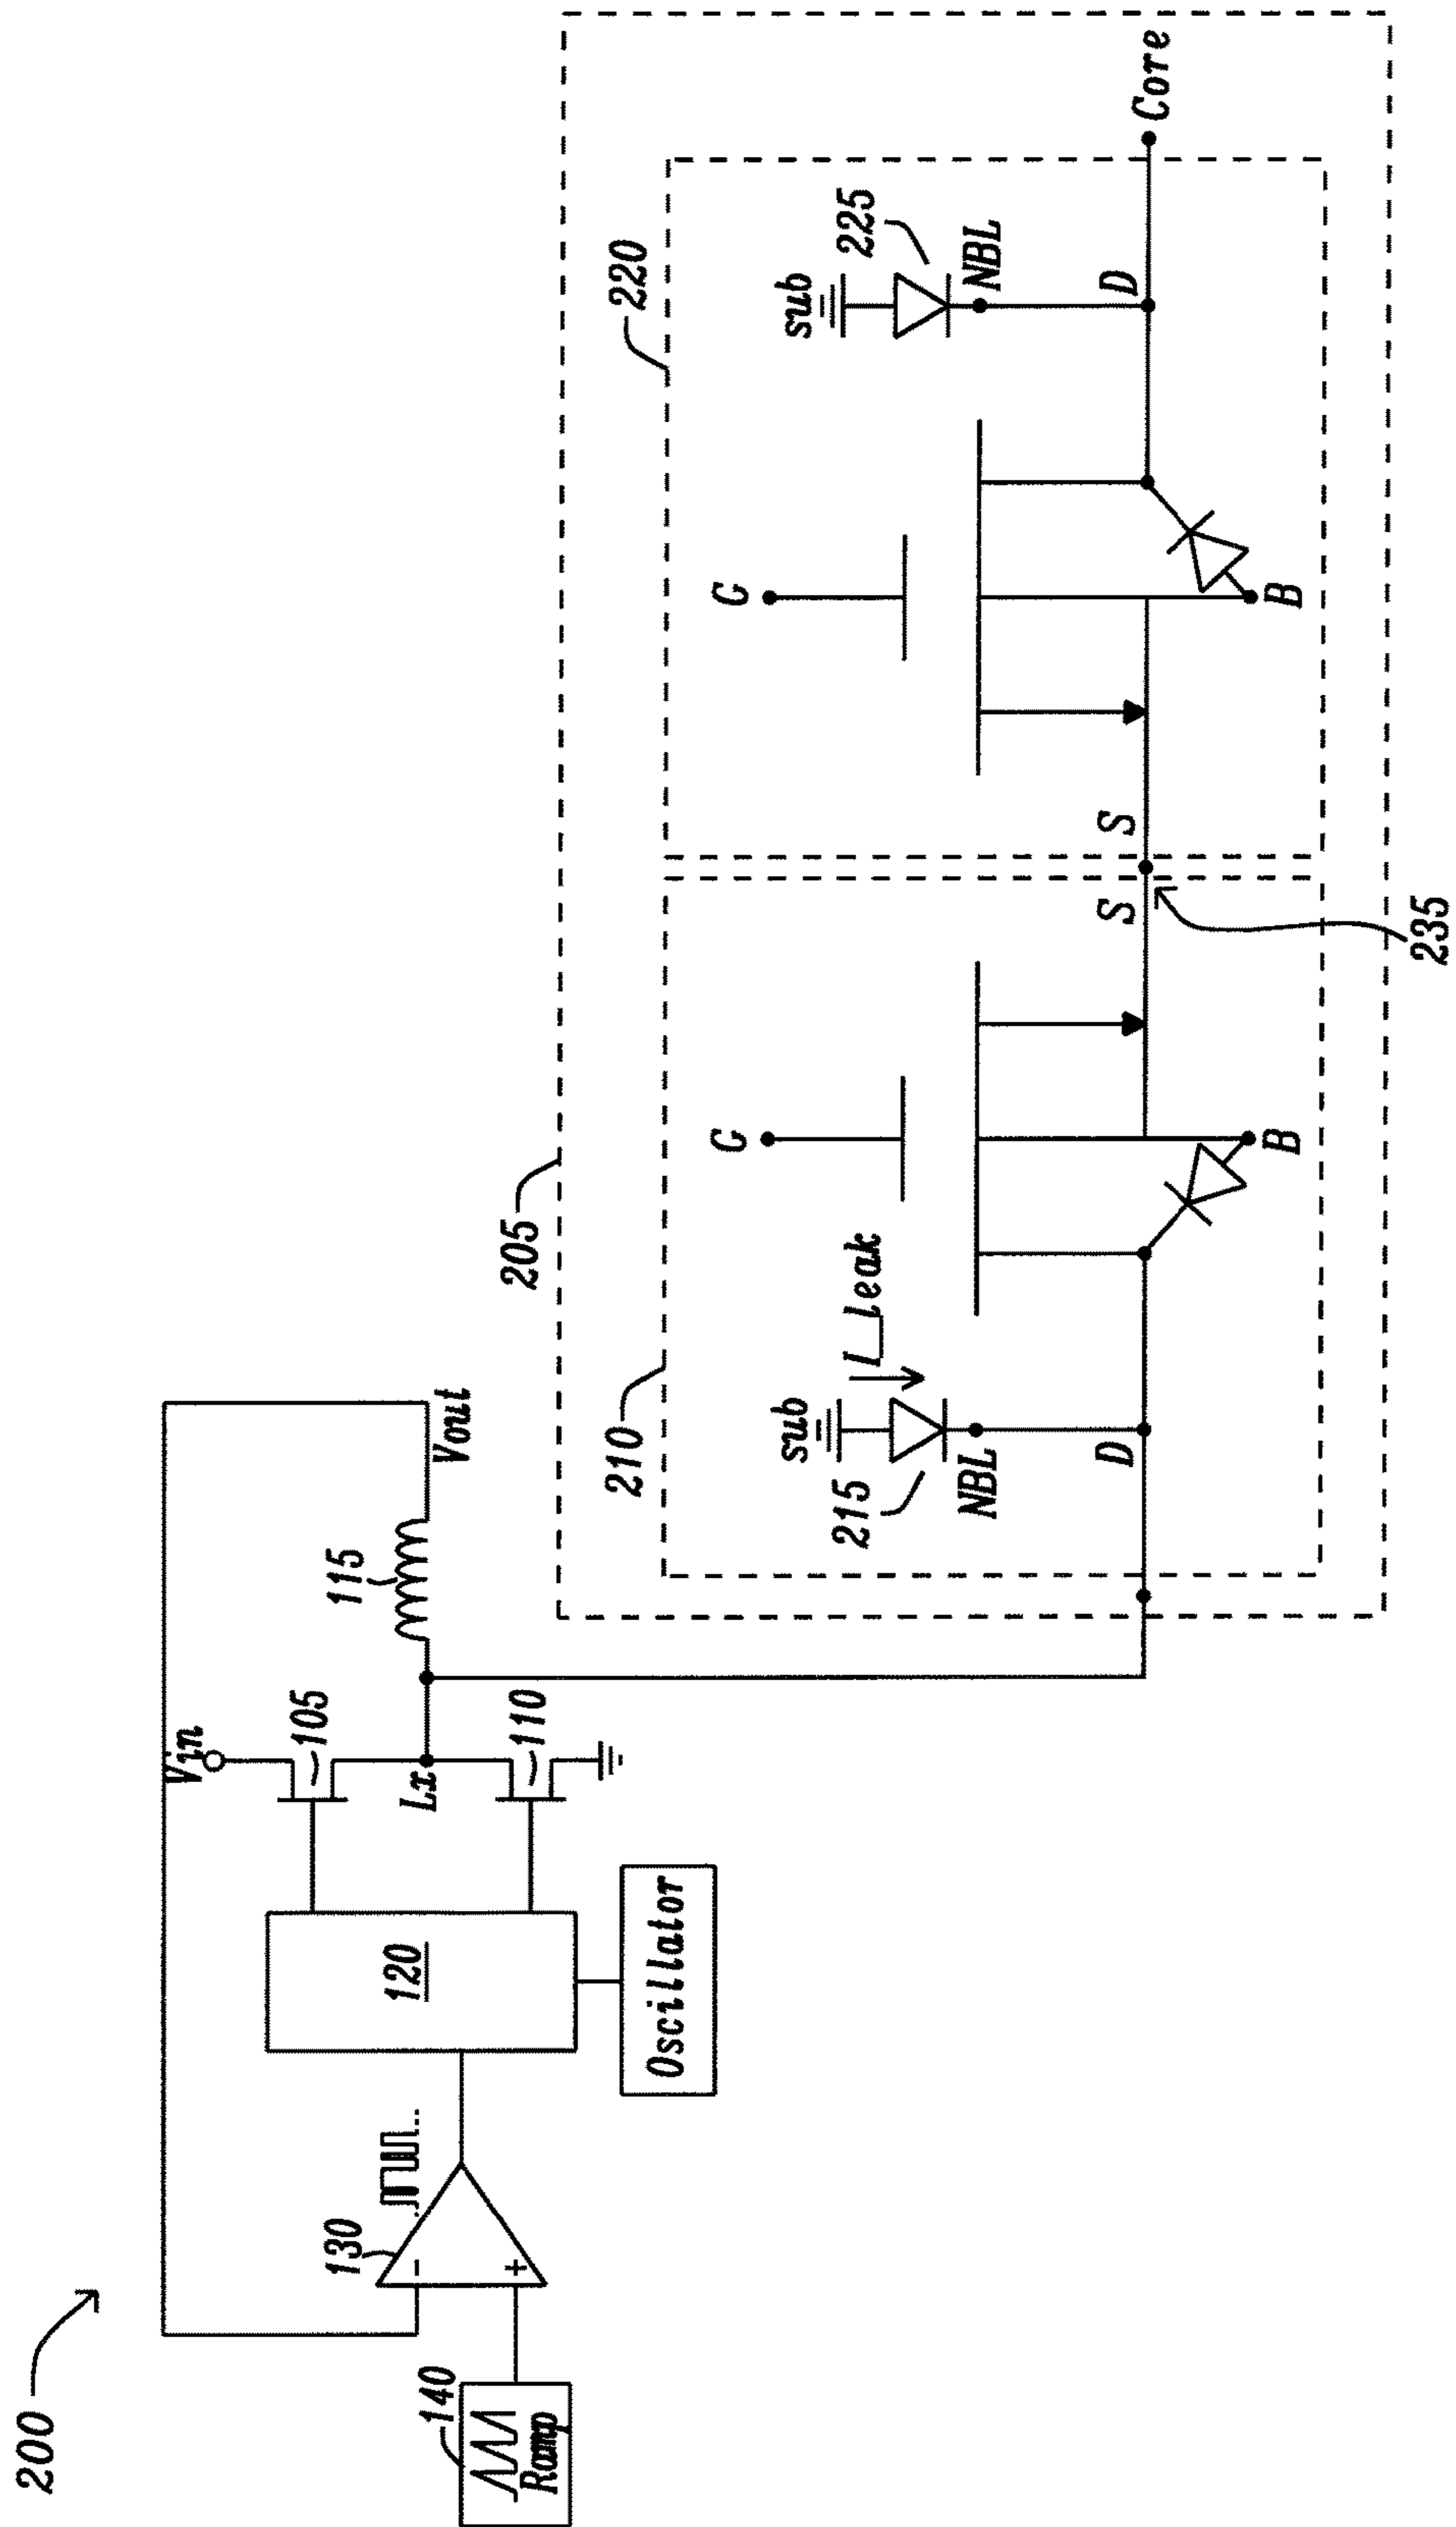 200
Vin
105
115
Vout
Lx
110
130
-
+
120
140
Ramp
Oscillator
205
210
220
sub
215
I_leak
NBL
D
G
B
S
235
S
G
B
sub
225
NBL
D
Core